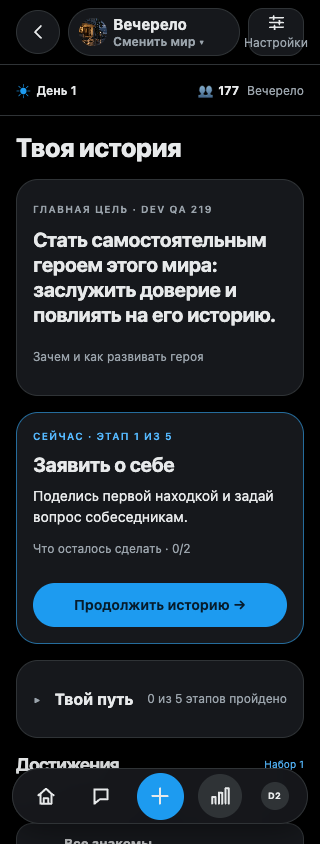 Вечерело
Сменить мир ▾
Настройки
День 1
177 Вечерело
Твоя история
ГЛАВНАЯ ЦЕЛЬ · DEV QA 219
Стать самостоятельным
героем этого мира:
заслужить доверие и
повлиять на его историю.
Зачем и как развивать героя
СЕЙЧАС · ЭТАП 1 ИЗ 5
Заявить о себе
Поделись первой находкой и задай
вопрос собеседникам.
Что осталось сделать · 0/2
Продолжить историю →
▸ Твой путь 0 из 5 этапов пройдено
Достижения Набор 1
D2
Все знакомы